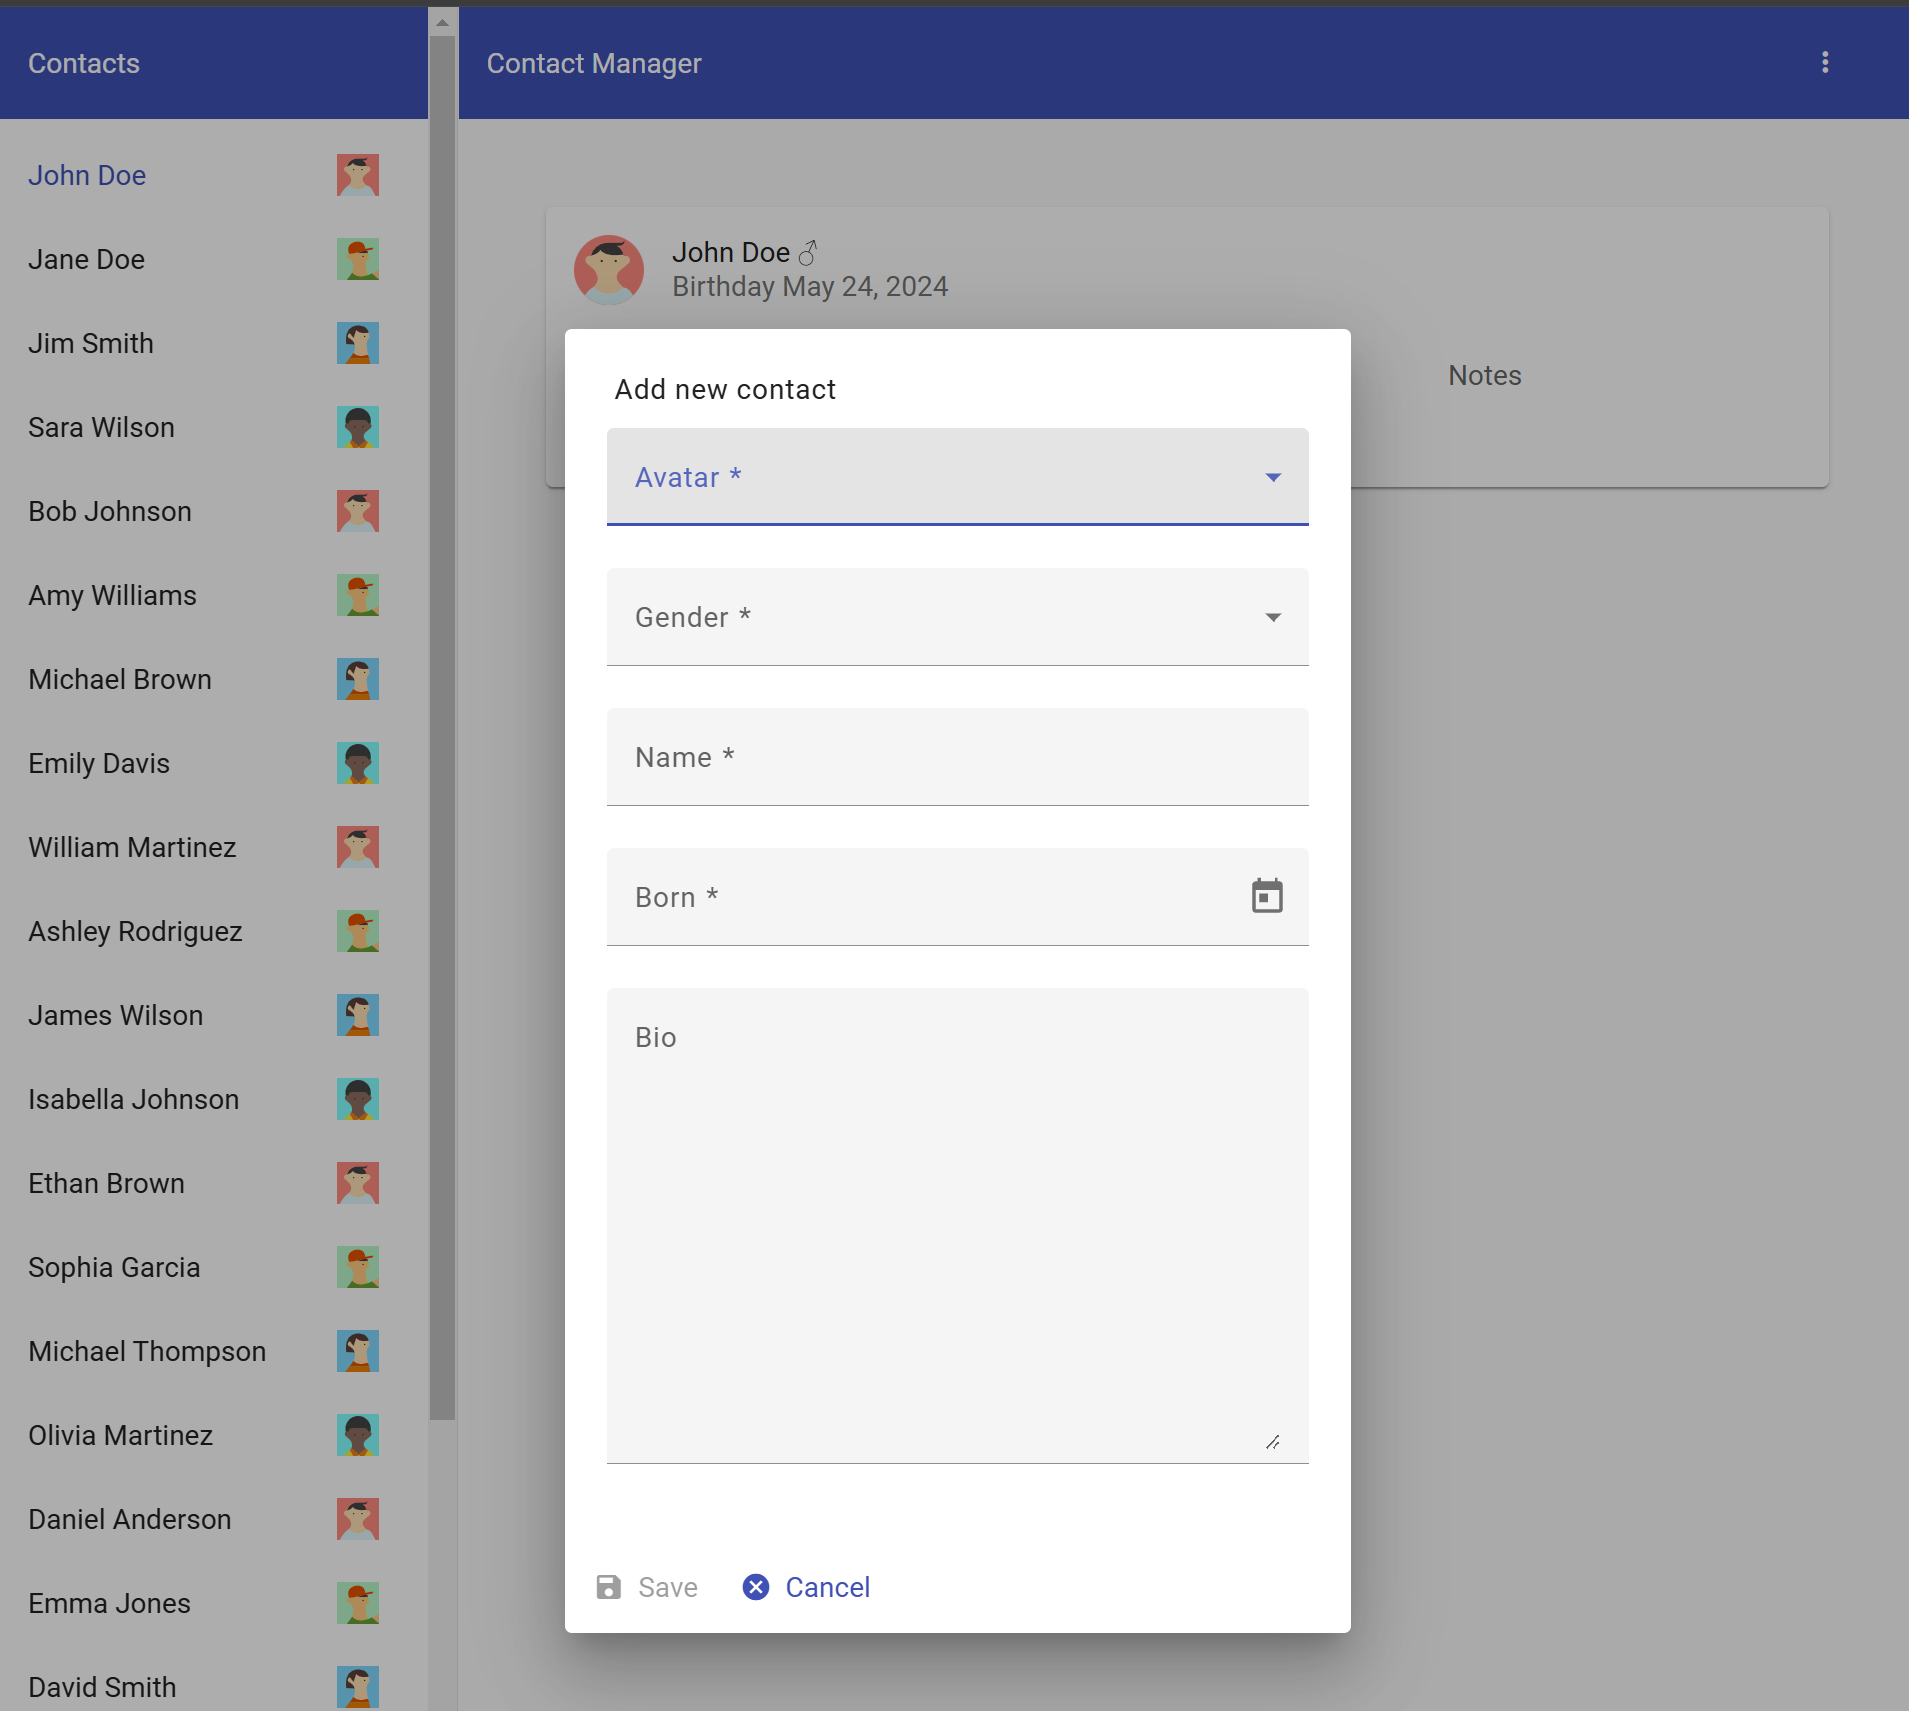 Contacts
Contact Manager
John Doe
Jane Doe
Jim Smith
Sara Wilson
Bob Johnson
Amy Williams
Michael Brown
Emily Davis
William Martinez
Ashley Rodriguez
James Wilson
Isabella Johnson
Ethan Brown
Sophia Garcia
Michael Thompson
Olivia Martinez
Daniel Anderson
Emma Jones
David Smith
John Doe ♂
Birthday May 24, 2024
Notes
Add new contact
Avatar *
Gender *
Name *
Born *
Bio
Save
Cancel